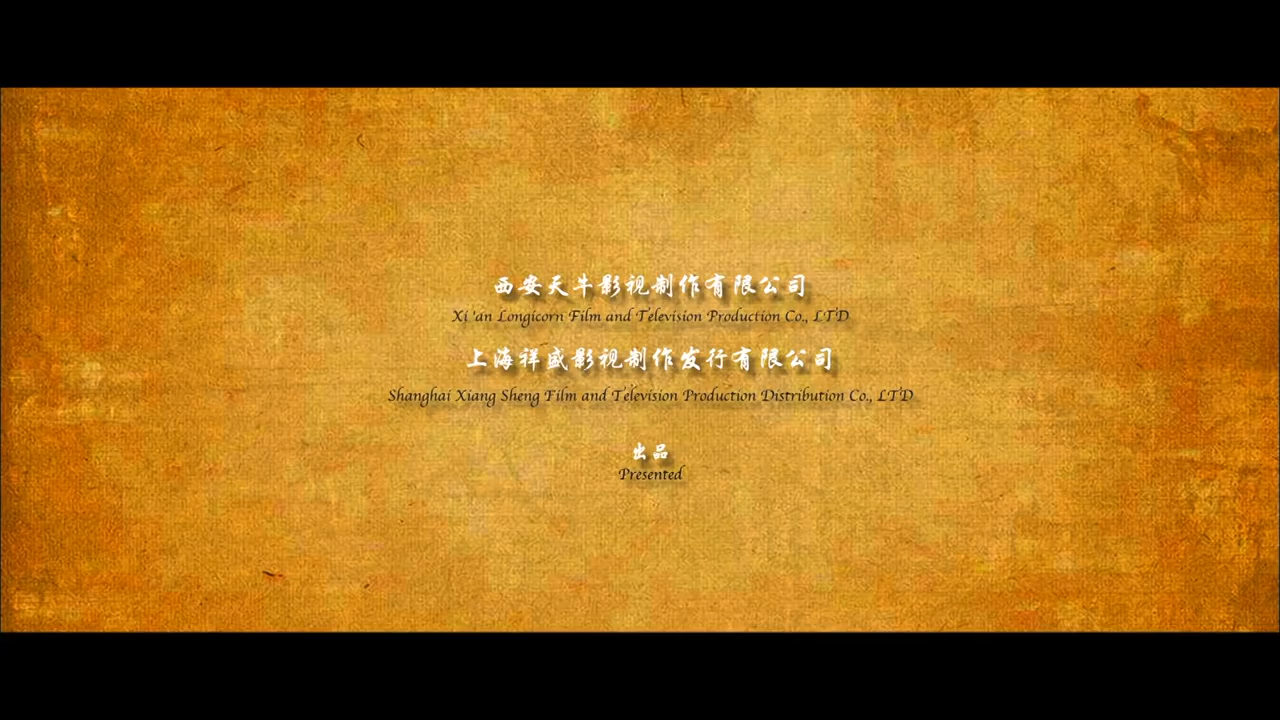 西安天牛影视制作有限公司
Xi'an Longicorn Film and Television Production Co., LTD
上海祥盛影视制作发行有限公司
Shanghai Xiang Sheng Film and Television Production Distribution Co., LTD
出品
Presented